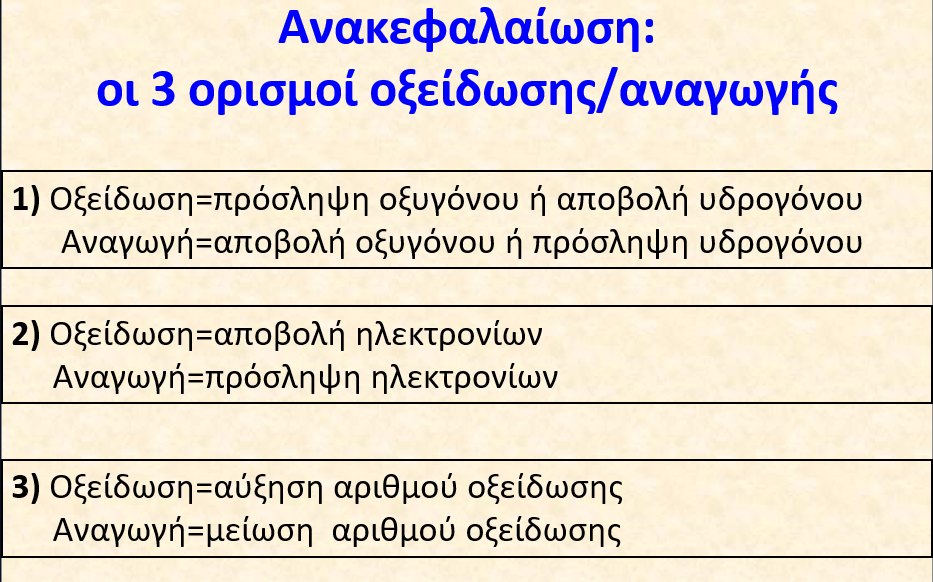 Ανακεφαλαίωση:
οι 3 ορισμοί οξείδωσης/αναγωγής
1) Οξείδωση=πρόσληψη οξυγόνου ή αποβολή υδρογόνου
Αναγωγή=αποβολή οξυγόνου ή πρόσληψη υδρογόνου
2) Οξείδωση=αποβολή ηλεκτρονίων
Αναγωγή=πρόσληψη ηλεκτρονίων
3) Οξείδωση=αύξηση αριθμού οξείδωσης
Αναγωγή=μείωση αριθμού οξείδωσης